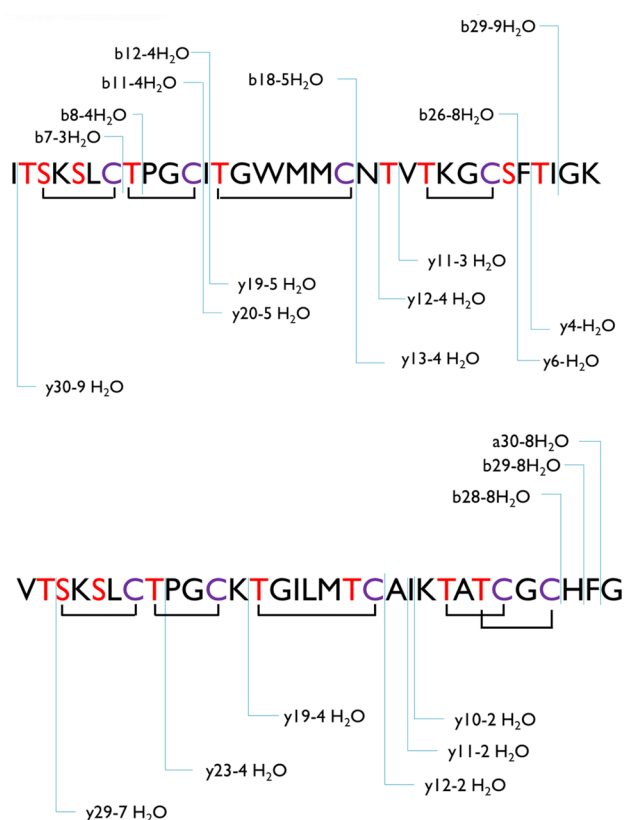 b29-9H₂O
b12-4H₂O
b11-4H₂O
b18-5H₂O
b8-4H₂O
b26-8H₂O
b7-3H₂O
ITSKSLCTPGCITGWMMCNTVTKGCSFTIGK
y11-3 H₂O
y19-5 H₂O
y12-4 H₂O
y20-5 H₂O
y4-H₂O
y13-4 H₂O
y6-H₂O
y30-9 H₂O
a30-8H₂O
b29-8H₂O
b28-8H₂O
VTSKSLCTPGCKTGILMTCAIKTATCGCHFG
y19-4 H₂O
y10-2 H₂O
y11-2 H₂O
y23-4 H₂O
y12-2 H₂O
y29-7 H₂O